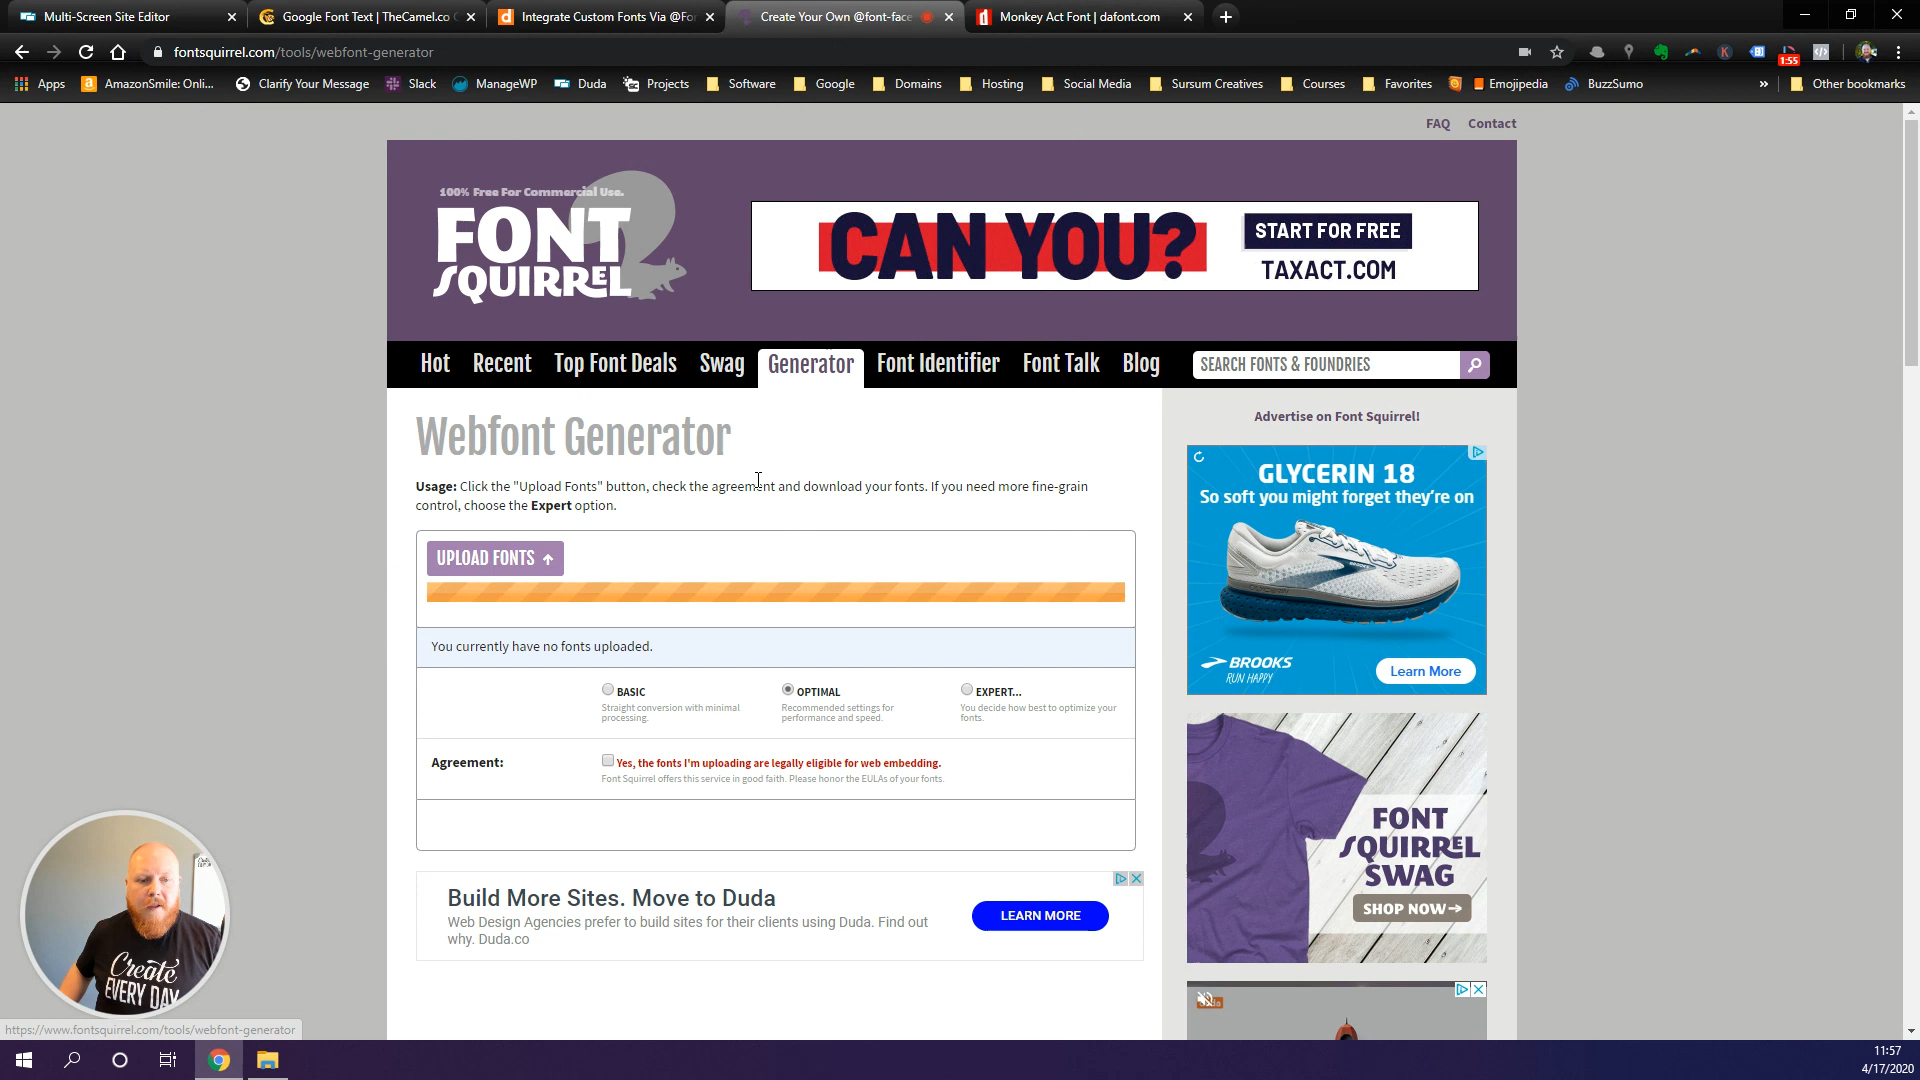 Multi-Screen Site Editor
Google Font Text | TheCamel.co
Integrate Custom Fonts Via @Fo
Create Your Own @font-face
Monkey Act Font | dafont.com
fontsquirrel.com/tools/webfont-generator
1:55
Apps
AmazonSmile: Onli...
Clarify Your Message
Slack
ManageWP
Duda
Projects
Software
Google
Domains
Hosting
Social Media
Sursum Creatives
Courses
Favorites
Emojipedia
BuzzSumo
»
Other bookmarks
FAQ
Contact
100% Free For Commercial Use.
FONT
SQUIRREL
CAN YOU?
START FOR FREE
TAXACT.COM
Hot
Recent
Top Font Deals
Swag
Generator
Font Identifier
Font Talk
Blog
SEARCH FONTS & FOUNDRIES
Webfont Generator
Usage: Click the "Upload Fonts" button, check the agreement and download your fonts. If you need more fine-grain
control, choose the Expert option.
UPLOAD FONTS
You currently have no fonts uploaded.
BASIC
Straight conversion with minimal
processing.
OPTIMAL
Recommended settings for
performance and speed.
EXPERT...
You decide how best to optimize your
fonts.
Agreement:
Yes, the fonts I'm uploading are legally eligible for web embedding.
Font Squirrel offers this service in good faith. Please honor the EULAs of your fonts.
Build More Sites. Move to Duda
Web Design Agencies prefer to build sites for their clients using Duda. Find out
why. Duda.co
LEARN MORE
Advertise on Font Squirrel!
GLYCERIN 18
So soft you might forget they're on
BROOKS
RUN HAPPY
Learn More
FONT
SQUIRREL
SWAG
SHOP NOW
Create
EVERY DAY
https://www.fontsquirrel.com/tools/webfont-generator
11:57
4/17/2020